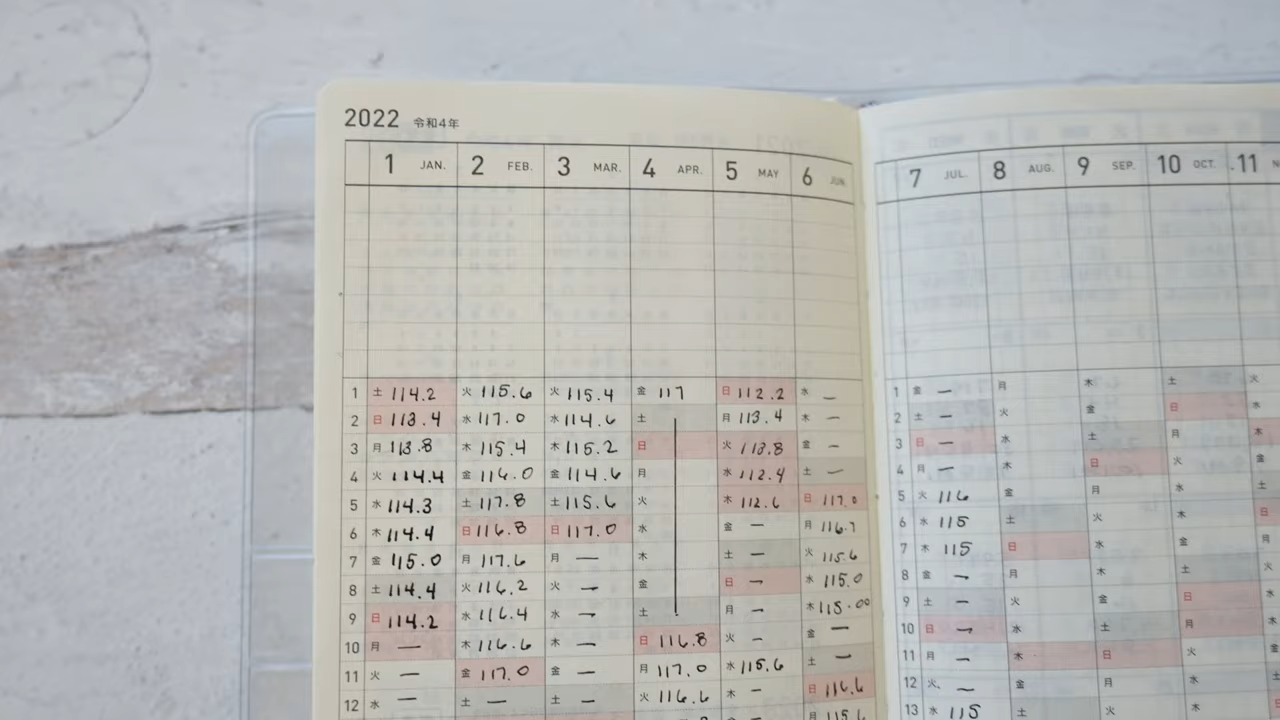 2022 令和4年
1 JAN. 2 FEB. 3 MAR. 4 APR. 5 MAY 6 JUN. 7 JUL. 8 AUG. 9 SEP. 10 OCT. 11
1 土 114.2 火 115.6 火 115.4 金 117 日 112.2 水 — 1 金 — 月 木 土 火
2 日 113.4 水 117.0 水 114.6 土 月 113.4 木 — 2 土 — 火 金 日 水
3 月 113.8 木 115.4 木 115.2 日 火 113.8 金 — 3 日 — 水 土 月 木
4 火 114.4 金 116.0 金 114.6 月 水 112.4 土 — 4 月 — 木 日 火 金
5 水 114.3 土 117.8 土 115.6 火 木 112.6 日 117.0 5 火 116 金 月 水 土
6 木 114.4 日 116.8 日 117.0 水 金 — 月 116.7 6 水 115 土 火 木 日
7 金 115.0 月 117.6 月 — 木 土 — 火 115.6 7 木 115 日 水 金 月
8 土 114.4 火 116.2 火 — 金 日 — 水 115.0 8 金 — 月 木 土 火
9 日 114.2 水 116.4 水 — 土 月 — 木 115.00 9 土 — 火 金 日 水
10 月 — 木 116.6 木 — 日 116.8 火 — 金 — 10 日 — 水 土 月 木
11 火 — 金 117.0 金 — 月 117.0 水 115.6 土 — 11 月 — 木 日 火 金
12 水 — 土 — 土 — 火 116.6 木 — 日 116.6 12 火 — 金 月 水 土
月 13 水 115 土 火 木